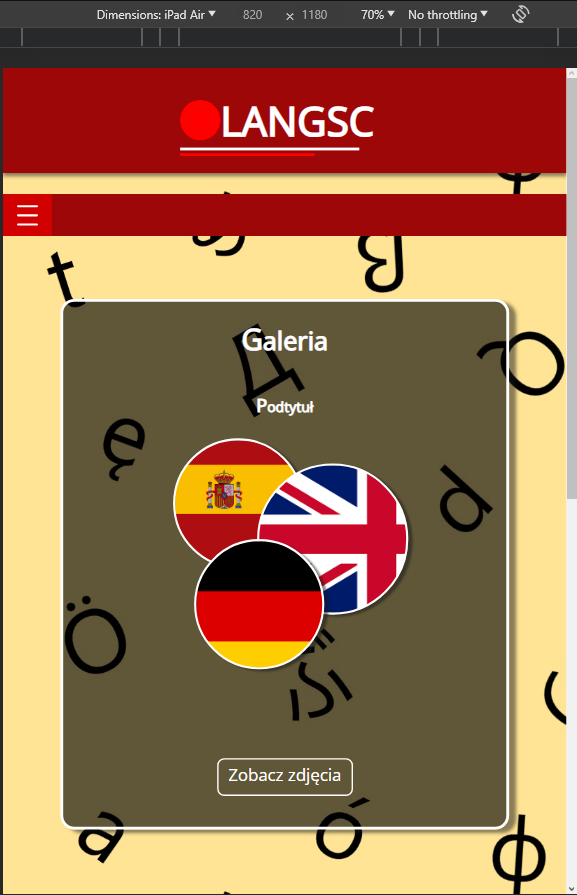 Dimensions: iPad Air 820 × 1180 70% No throttling
LANGSC
t
ę
Д
d
Ö
a
ó
ф
Galeria
Podtytuł
Zobacz zdjęcia